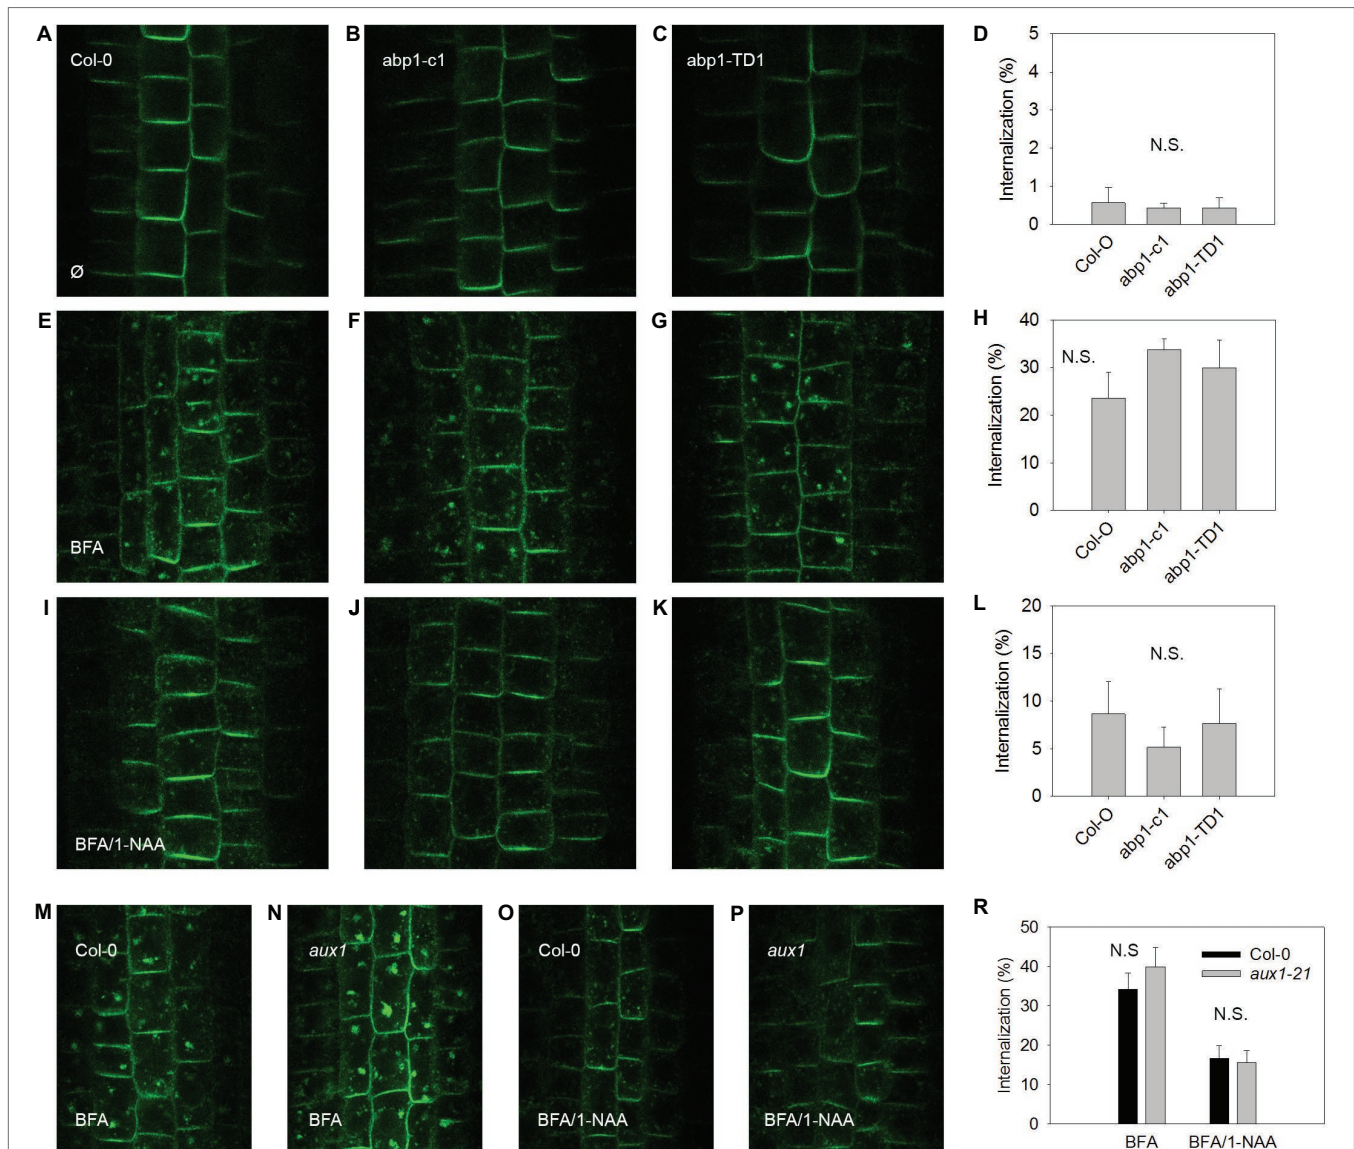 A
Col-0
Ø
B
abp1-c1
C
abp1-TD1
D
Internalization (%)
5
4
3
2
1
0
N.S.
Col-O
abp1-c1
abp1-TD1
E
BFA
F
G
H
Internalization (%)
40
30
20
10
0
N.S.
Col-O
abp1-c1
abp1-TD1
I
BFA/1-NAA
J
K
L
Internalization (%)
20
15
10
5
0
N.S.
Col-O
abp1-c1
abp1-TD1
M
Col-0
BFA
N
aux1
BFA
O
Col-0
BFA/1-NAA
P
aux1
BFA/1-NAA
R
Internalization (%)
50
40
30
20
10
0
N.S
Col-0
aux1-21
N.S.
BFA
BFA/1-NAA